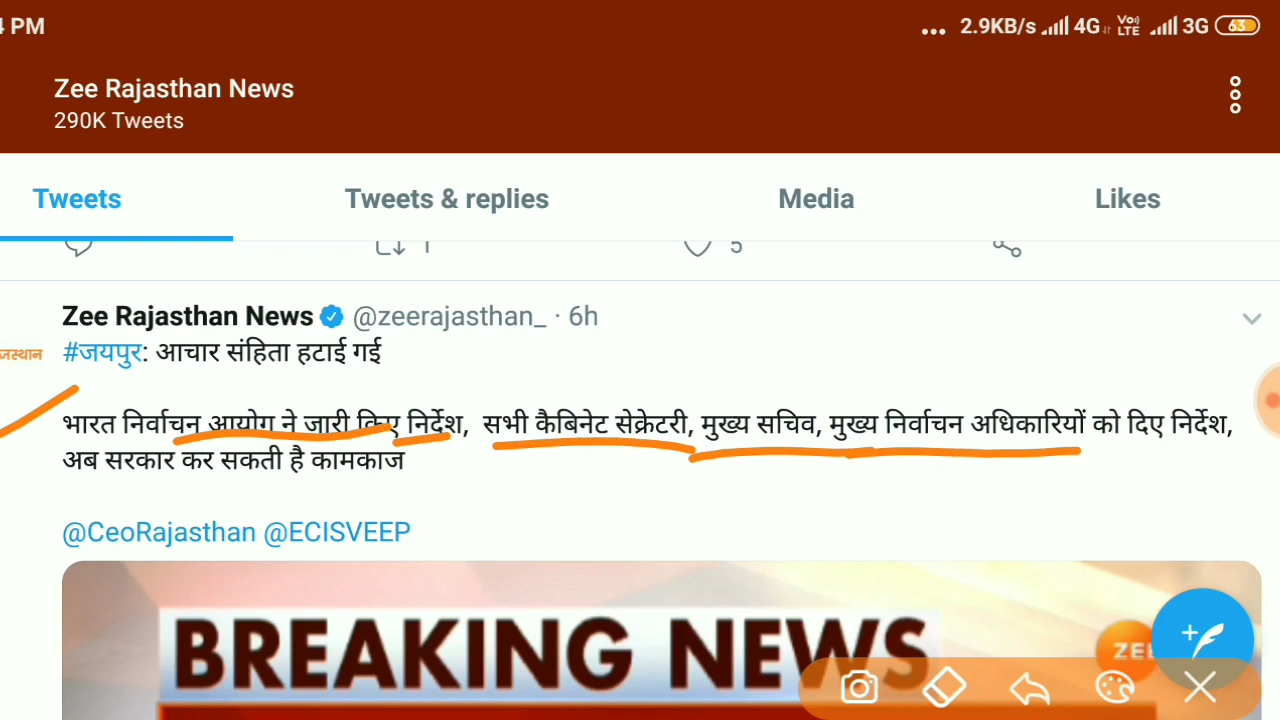 4 PM ... 2.9KB/s 4G Vo) LTE 3G 63
Zee Rajasthan News
290K Tweets
Tweets Tweets & replies Media Likes
1 5
Zee Rajasthan News @zeerajasthan_ · 6h
जस्थान #जयपुर: आचार संहिता हटाई गई
भारत निर्वाचन आयोग ने जारी किए निर्देश, सभी कैबिनेट सेक्रेटरी, मुख्य सचिव, मुख्य निर्वाचन अधिकारियों को दिए निर्देश,
अब सरकार कर सकती है कामकाज
@CeoRajasthan @ECISVEEP
BREAKING NEWS
ZEE